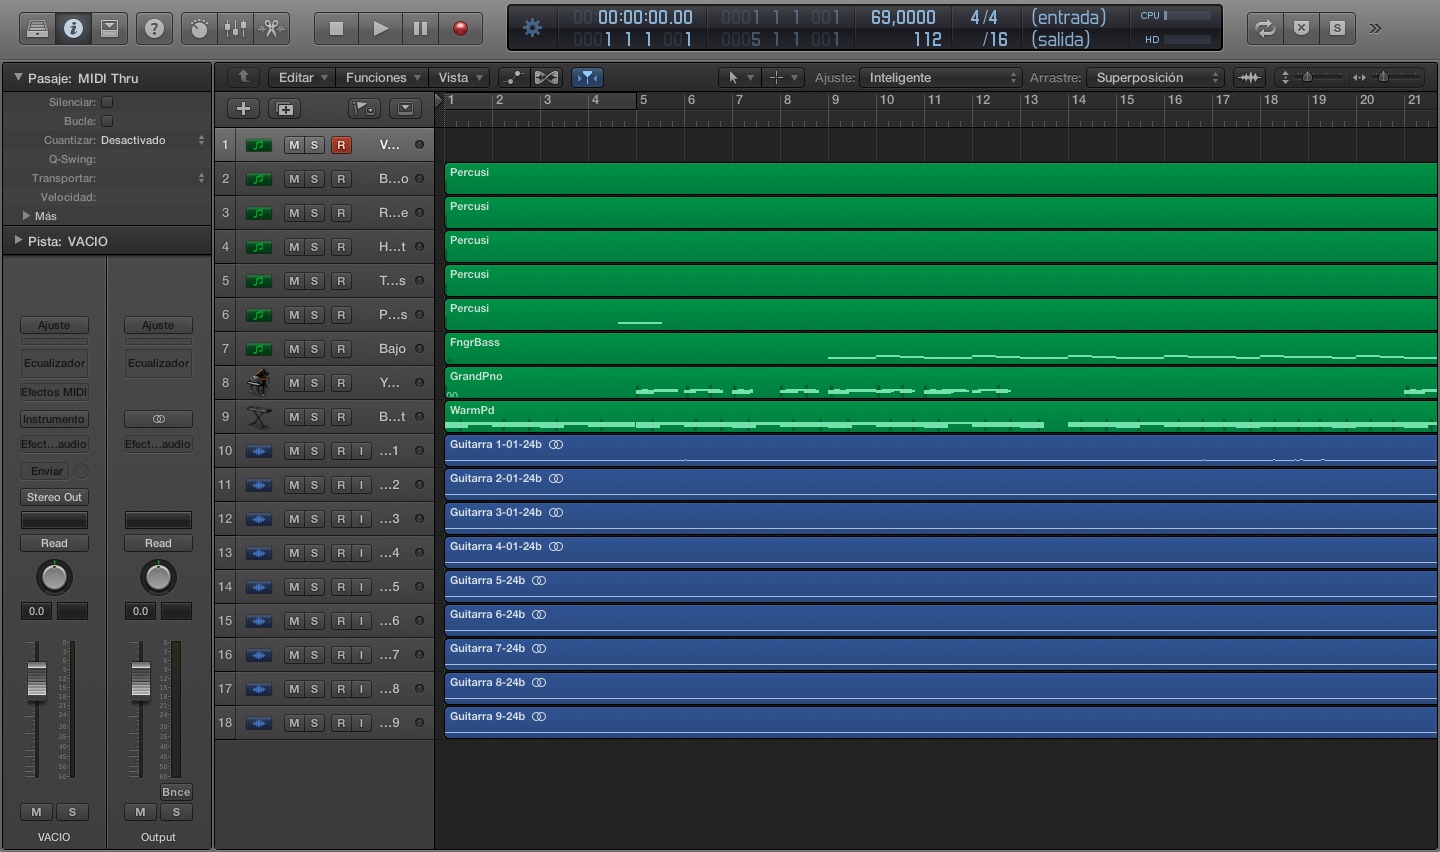 00:00:00:00.00
0001 1 1 001
69,0000
4/4
(entrada)
CPU
0001 1 1 001
0005 1 1 001
112
/16
(salida)
HD
S
Pasaje: MIDI Thru
Silenciar:
Bucle:
Cuantizar: Desactivado
Q-Swing:
Transportar:
Velocidad:
Más
Pista: VACIO
Editar
Funciones
Vista
Ajuste: Inteligente
Arrastre: Superposición
1 2 3 4 5 6 7 8 9 10 11 12 13 14 15 16 17 18 19 20 21
1 M S R V...
2 M S R B...o Percusi
3 M S R R...e Percusi
4 M S R H...t Percusi
5 M S R T...s Percusi
6 M S R P...s Percusi
7 M S R Bajo FngrBass
8 M S R Y... GrandPno
9 M S R B...t WarmPd
10 M S R I ...1 Guitarra 1-01-24b
11 M S R I ...2 Guitarra 2-01-24b
12 M S R I ...3 Guitarra 3-01-24b
13 M S R I ...4 Guitarra 4-01-24b
14 M S R I ...5 Guitarra 5-24b
15 M S R I ...6 Guitarra 6-24b
16 M S R I ...7 Guitarra 7-24b
17 M S R I ...8 Guitarra 8-24b
18 M S R I ...9 Guitarra 9-24b
Ajuste Ajuste
Ecualizador Ecualizador
Efectos MIDI
Instrumento
Efect...audio Efect...audio
Enviar
Stereo Out
Read Read
0.0 0.0
Bnce
M S M S
VACIO Output